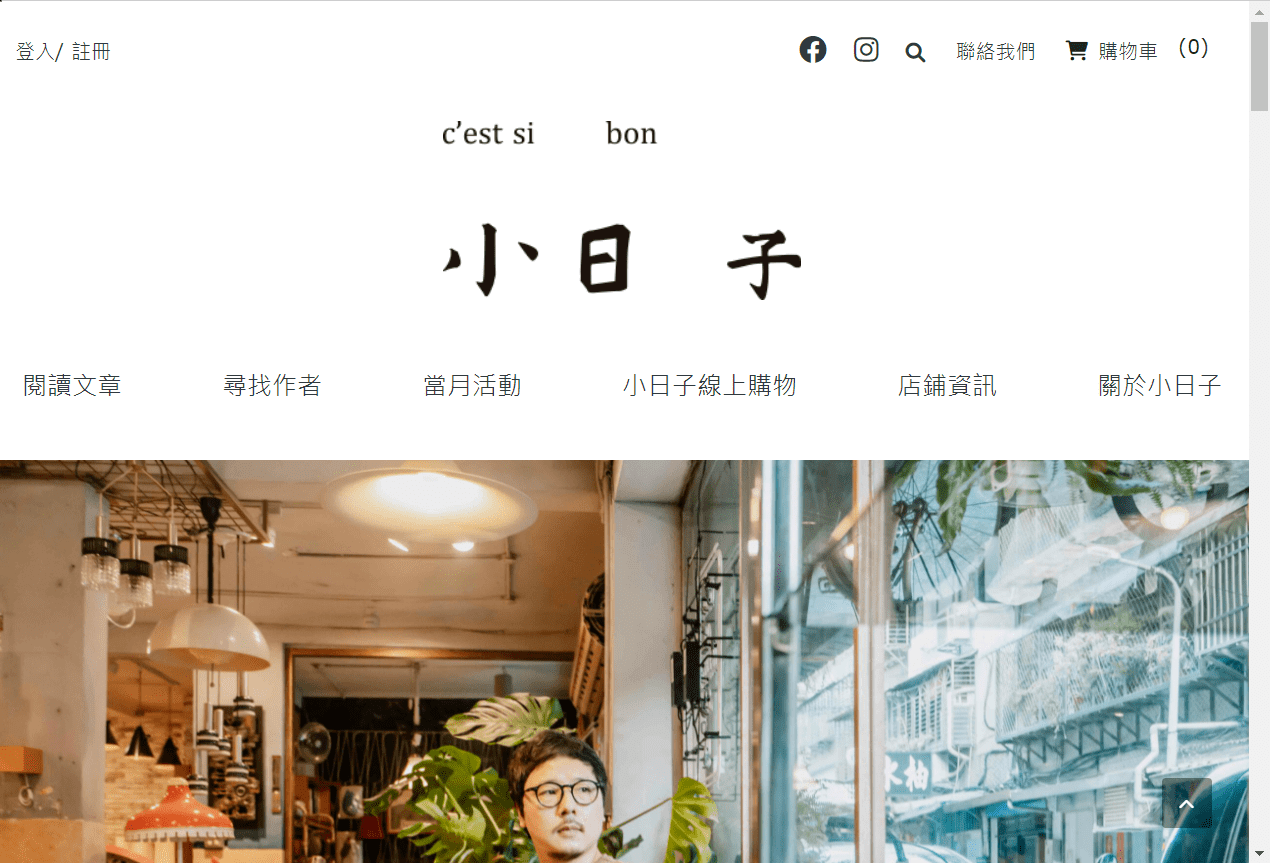 登入/ 註冊
聯絡我們 購物車 (0)
c'est si bon
小日子
閱讀文章 尋找作者 當月活動 小日子線上購物 店鋪資訊 關於小日子